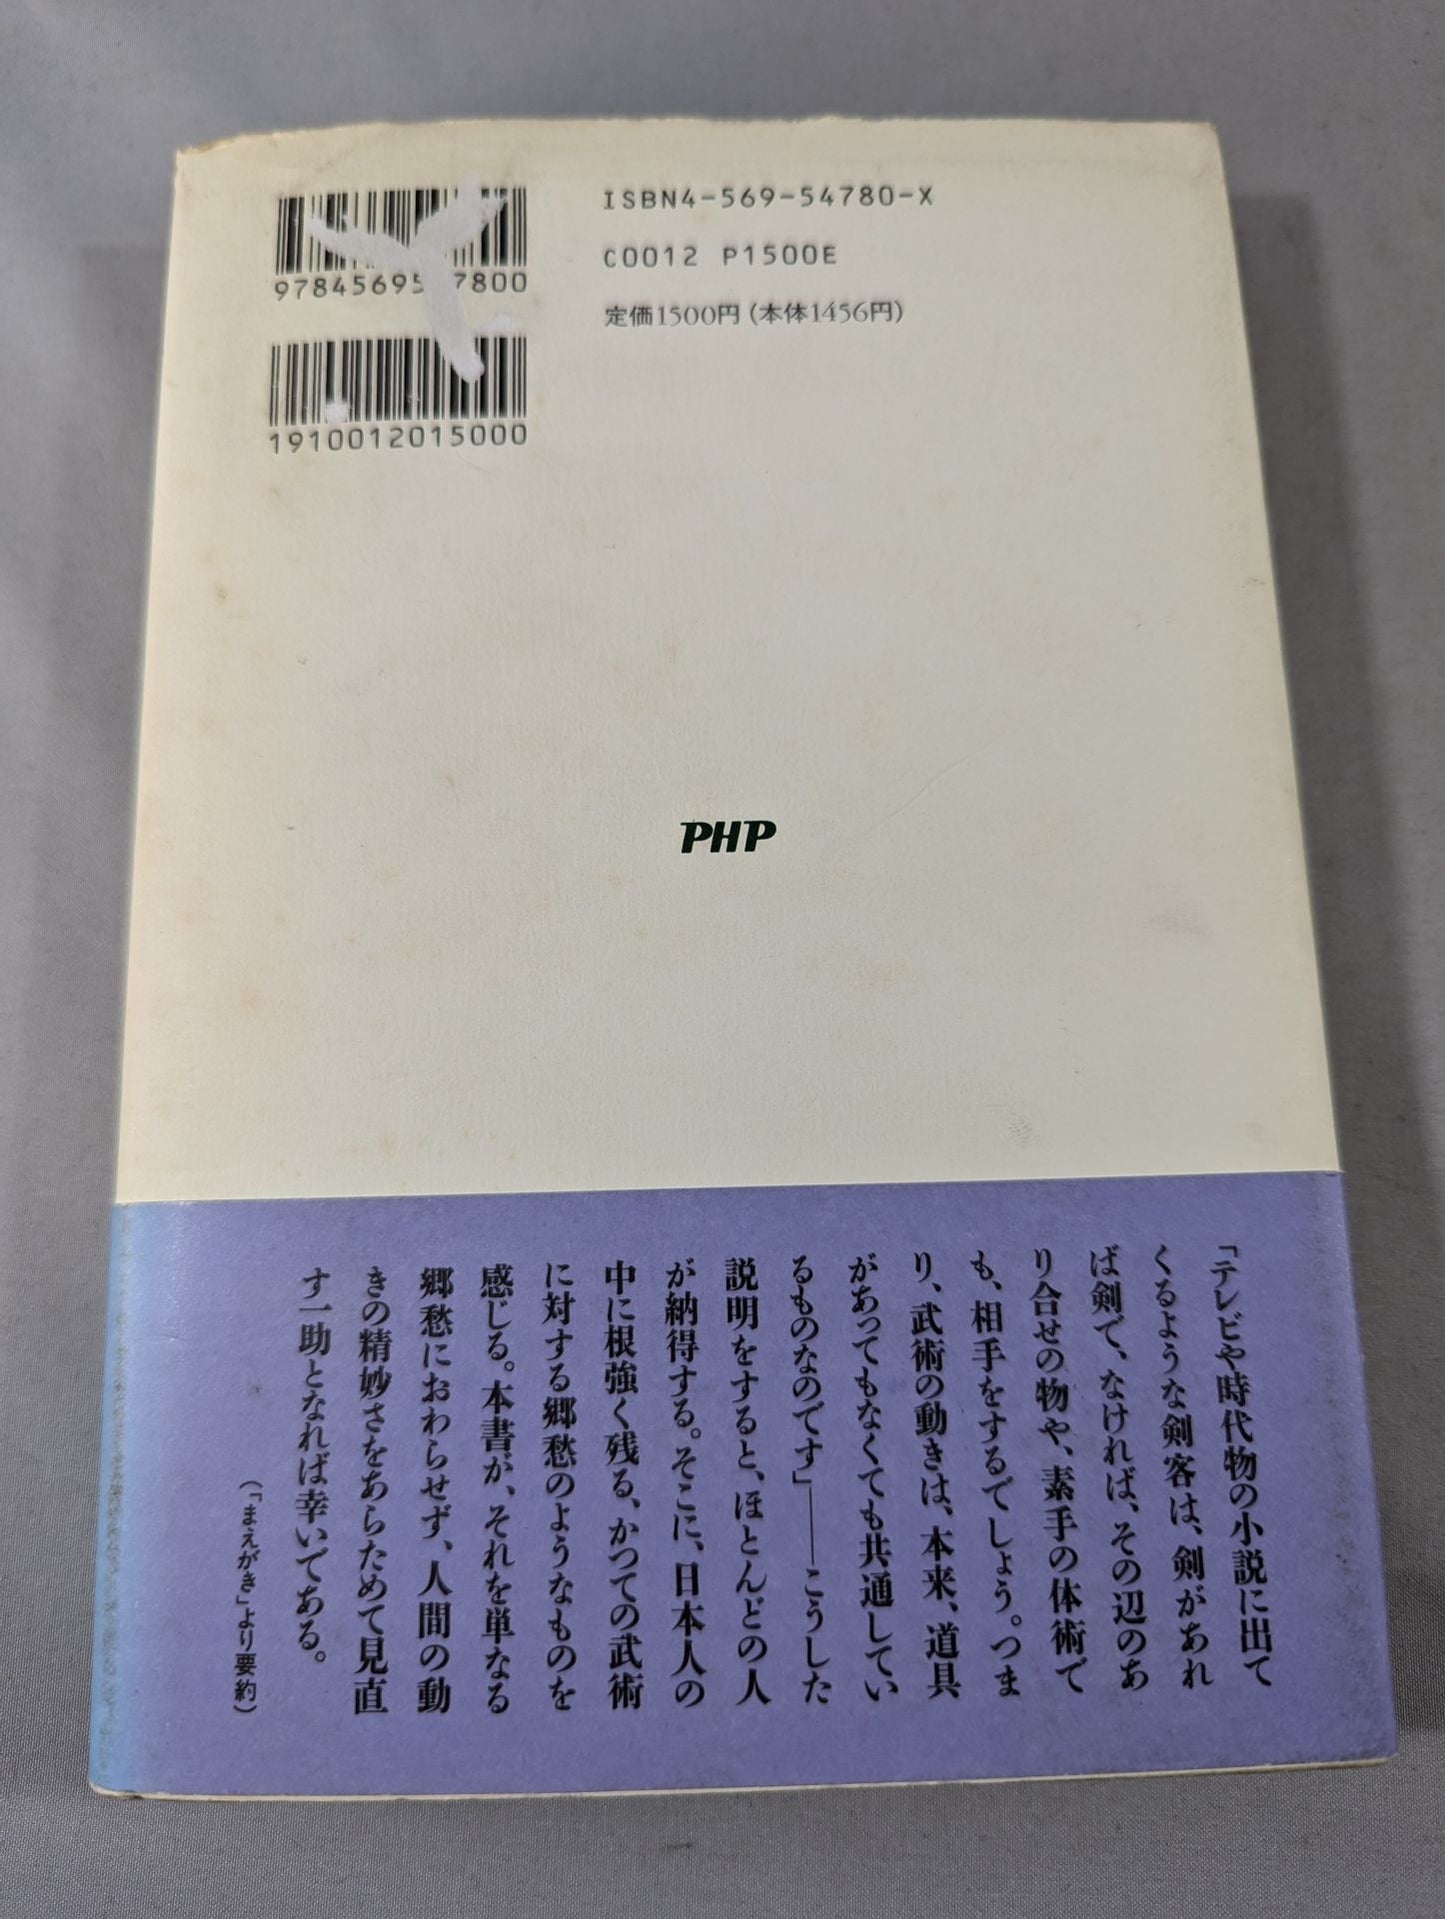 97845695 7800
1910012015000
ISBN4-569-54780-X
C0012 P1500E
定価1500円（本体1456円）
PHP
「テレビや時代物の小説に出て
くるような剣客は、剣があれ
ば剣で、なければ、その辺のあ
り合せの物や、素手の体術で
も、相手をするでしょう。つま
り、武術の動きは、本来、道具
があってもなくても共通してい
るものなのです」――こうした
説明をすると、ほとんどの人
が納得する。そこに、日本人の
中に根強く残る、かつての武術
に対する郷愁のようなものを
感じる。本書が、それを単なる
郷愁におわらせず、人間の動
きの精妙さをあらためて見直
す一助となれば幸いである。
（「まえがき」より要約）